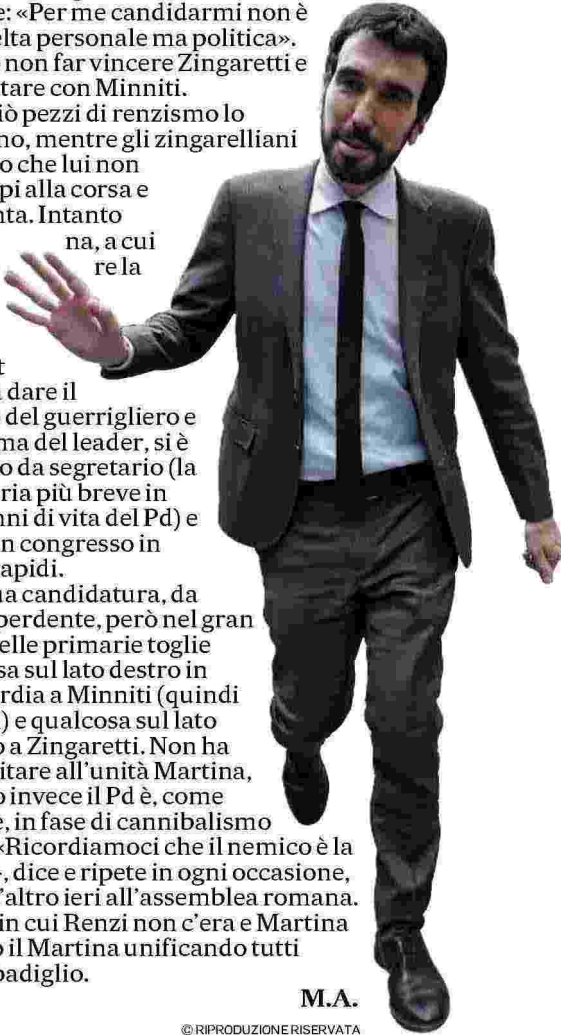 e: «Per me candidarmi non è
elta personale ma politica».
non far vincere Zingaretti e
tare con Minniti.
iò pezzi di renzismo lo
no, mentre gli zingarelliani
o che lui non
pi alla corsa e
nta. Intanto
na, a cui
re la
t
dare il
del guerrigliero e
ma del leader, si è
o da segretario (la
ria più breve in
nni di vita del Pd) e
n congresso in
apidi.
ua candidatura, da
perdente, però nel gran
elle primarie toglie
sa sul lato destro in
rdia a Minniti (quindi
) e qualcosa sul lato
o a Zingaretti. Non ha
itare all'unità Martina,
o invece il Pd è, come
e, in fase di cannibalismo
«Ricordiamoci che il nemico è la
», dice e ripete in ogni occasione,
'altro ieri all'assemblea romana.
in cui Renzi non c'era e Martina
o il Martina unificando tutti
padiglio.
M.A.
© RIPRODUZIONE RISERVATA